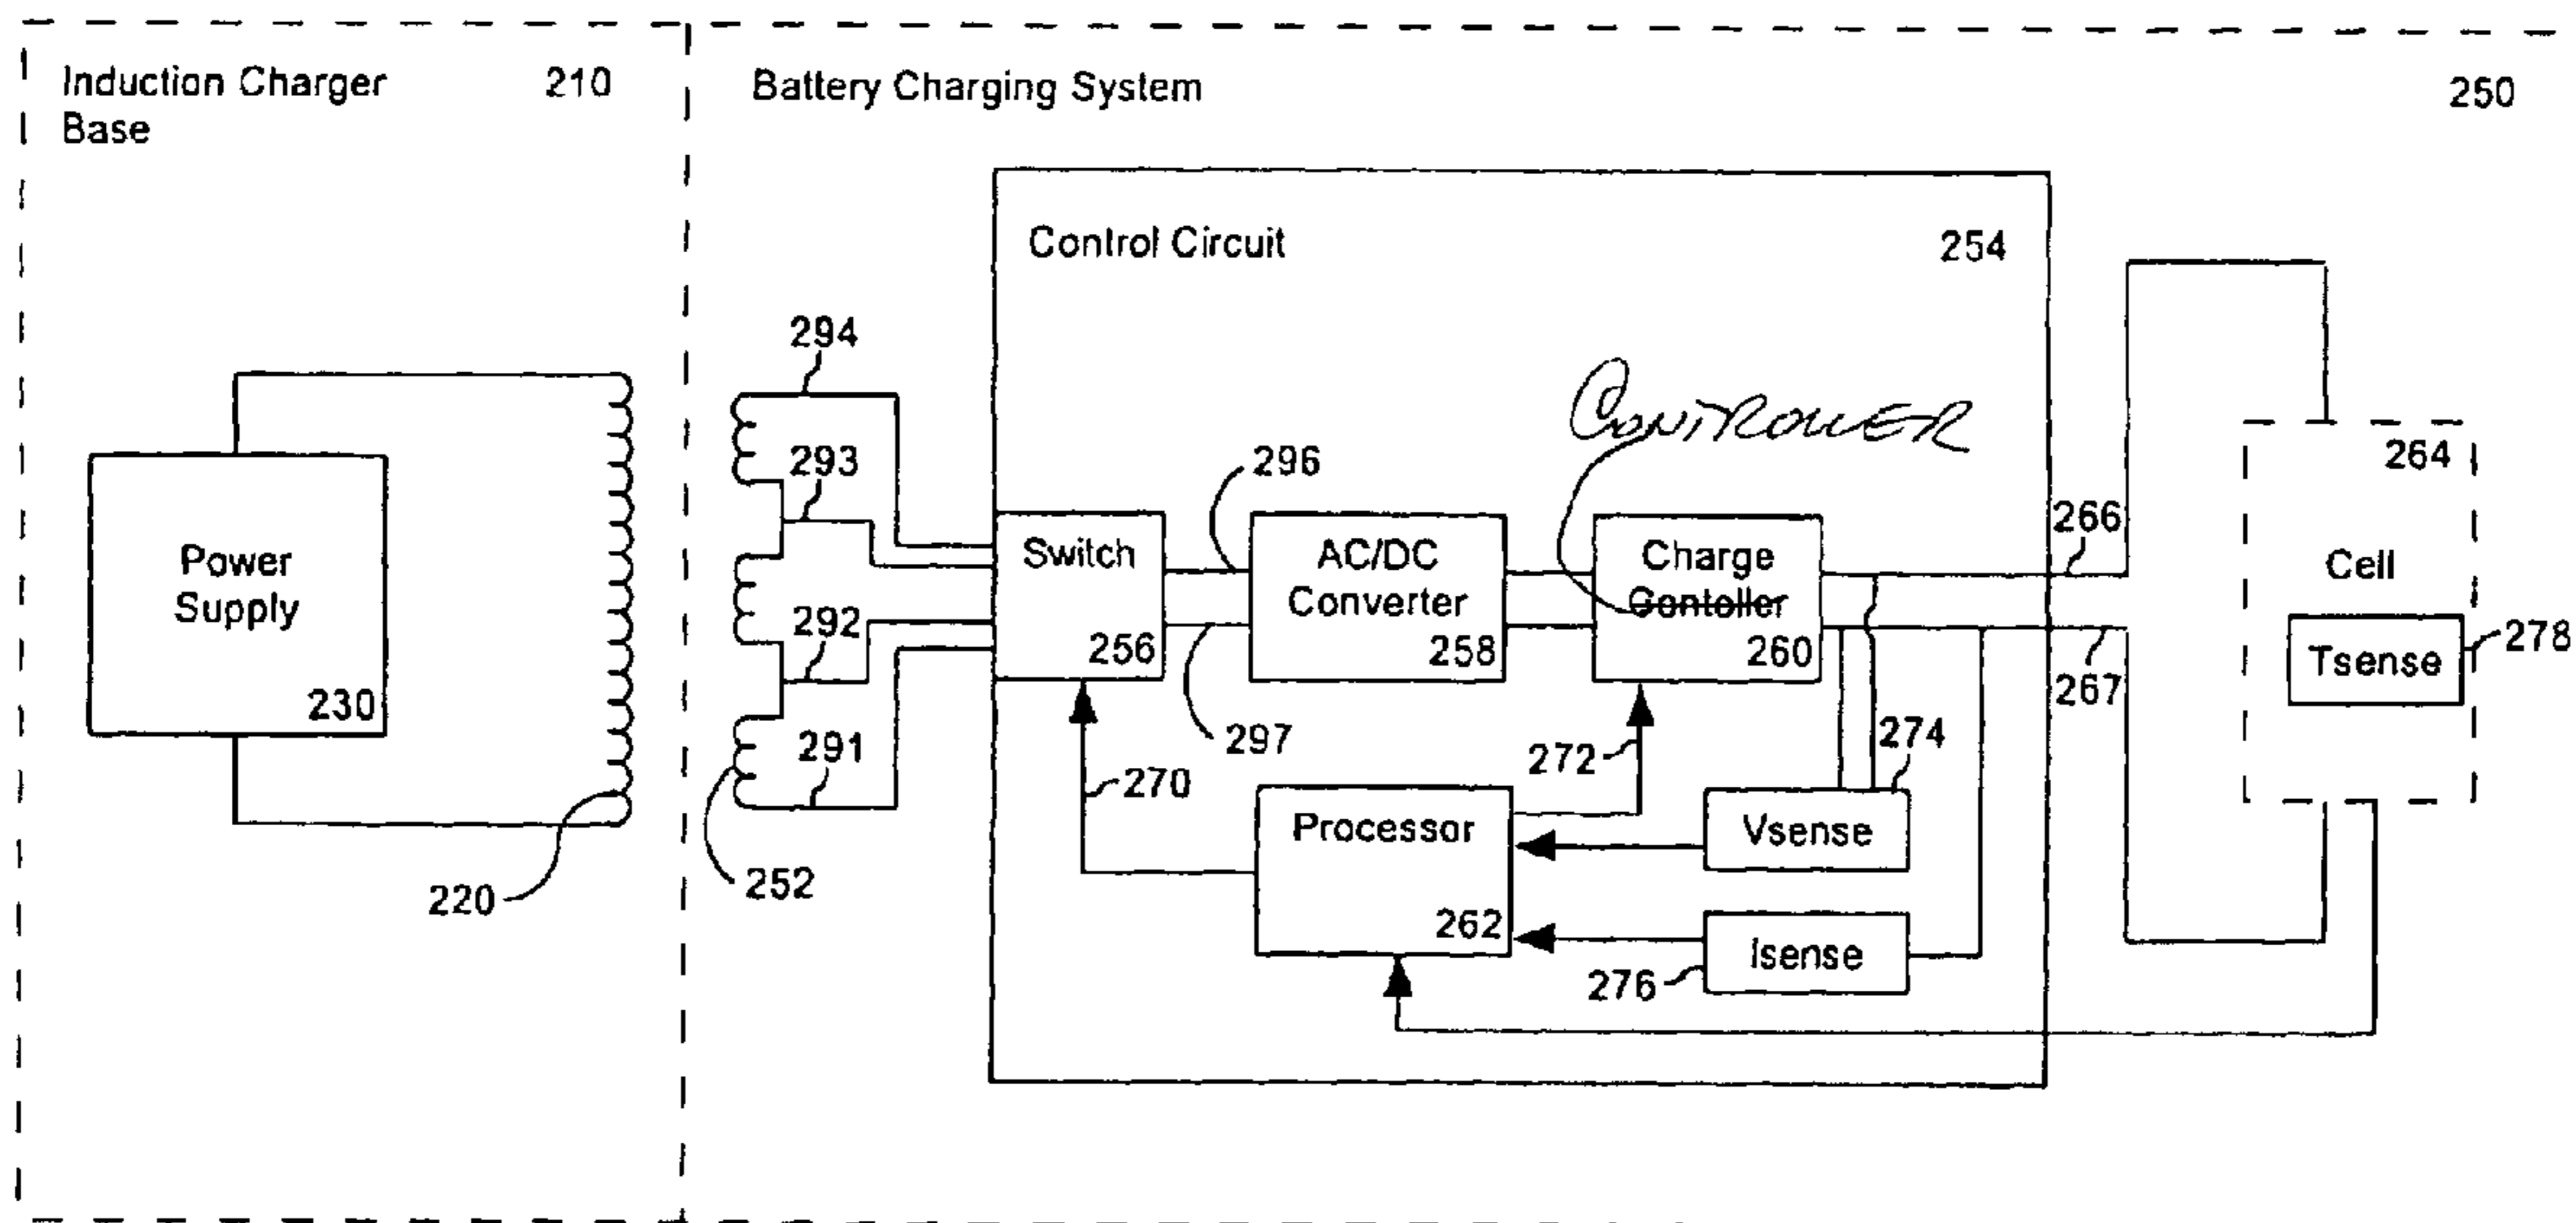 Induction Charger 210
Base
Battery Charging System 250
Control Circuit 254
294
293
292
291
252
220
Power
Supply
230
Switch
256
296
297
AC/DC
Converter
258
CONTROLLER
Charge
Contoller
260
266
267
264
Cell
Tsense
278
270
272
274
Processor
262
Vsense
Isense
276